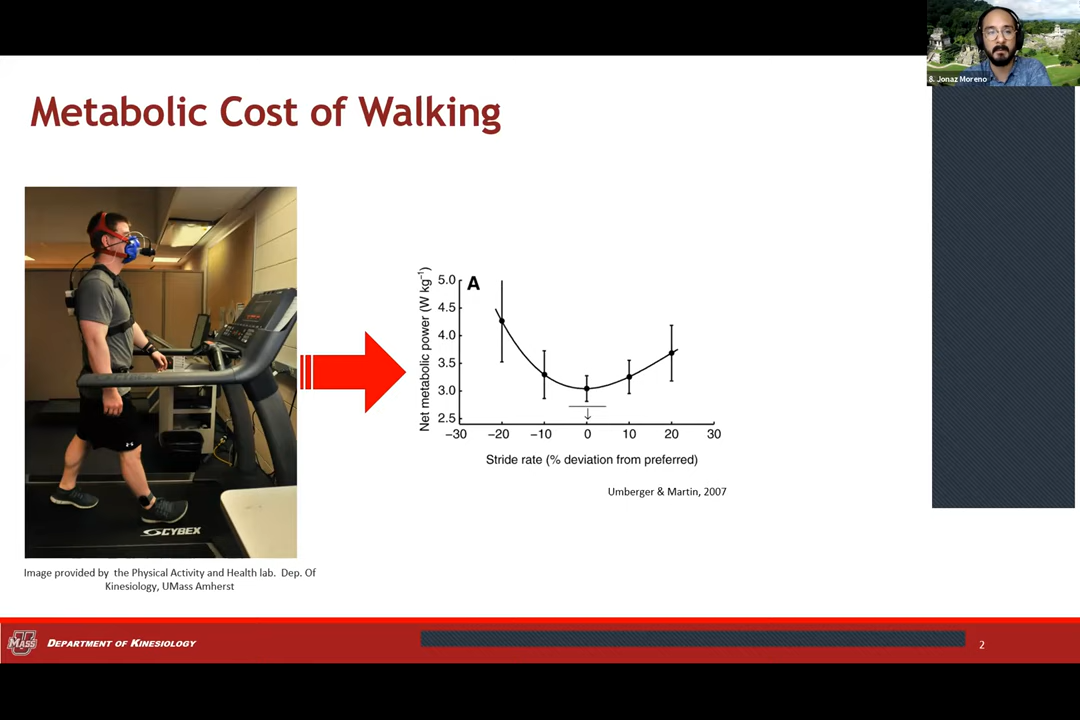 8. Jonaz Moreno
Metabolic Cost of Walking
CYBEX
Image provided by the Physical Activity and Health lab. Dep. Of
Kinesiology, UMass Amherst
A
Net metabolic power (W kg⁻¹)
5.0
4.5
4.0
3.5
3.0
2.5
−30 −20 −10 0 10 20 30
Stride rate (% deviation from preferred)
Umberger & Martin, 2007
UMASS
DEPARTMENT OF KINESIOLOGY
2